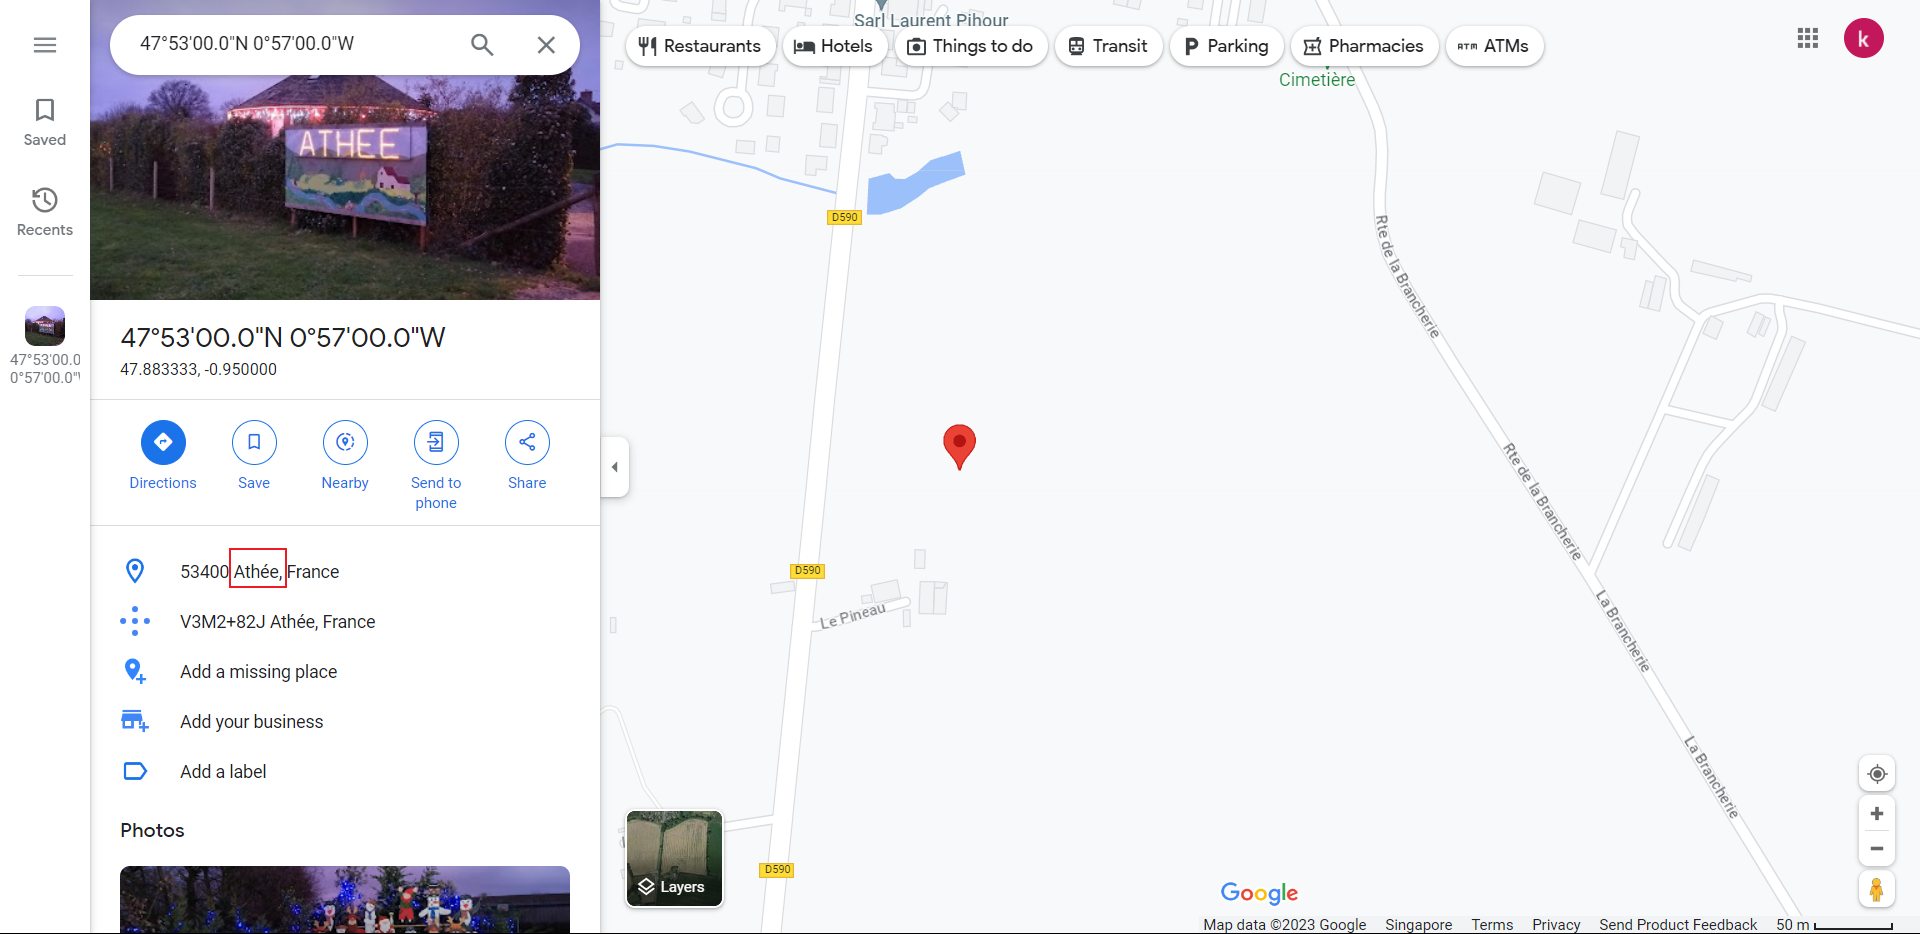 47°53'00.0"N 0°57'00.0"W
Saved
Recents
47°53'00.0
0°57'00.0"
ATHEE
47°53'00.0"N 0°57'00.0"W
47.883333, -0.950000
Directions
Save
Nearby
Send to
phone
Share
53400 Athée, France
V3M2+82J Athée, France
Add a missing place
Add your business
Add a label
Photos
Sarl Laurent Pihour
Restaurants
Hotels
Things to do
Transit
Parking
Pharmacies
ATM ATMs
k
Cimetière
D590
Rte de la Brancherie
Rte de la Brancherie
D590
Le Pineau
La Brancherie
La Brancherie
D590
Layers
Google
Map data ©2023 Google Singapore Terms Privacy Send Product Feedback 50 m